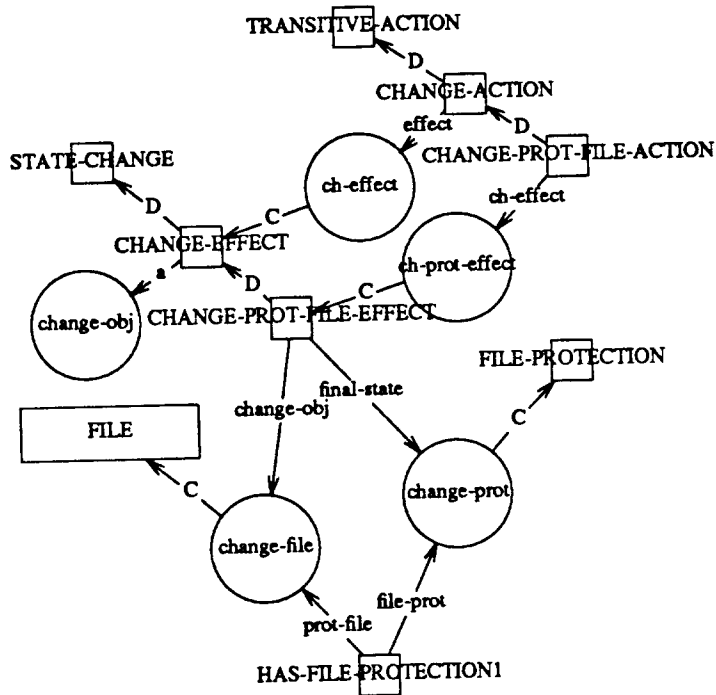 TRANSITIVE-ACTION
D
CHANGE-ACTION
effect
D
STATE-CHANGE
CHANGE-PROT-FILE-ACTION
ch-effect
ch-effect
D
C
CHANGE-EFFECT
a
D
ch-prot-effect
C
change-obj
CHANGE-PROT-FILE-EFFECT
FILE-PROTECTION
final-state
change-obj
C
FILE
C
change-prot
change-file
file-prot
prot-file
HAS-FILE-PROTECTION1